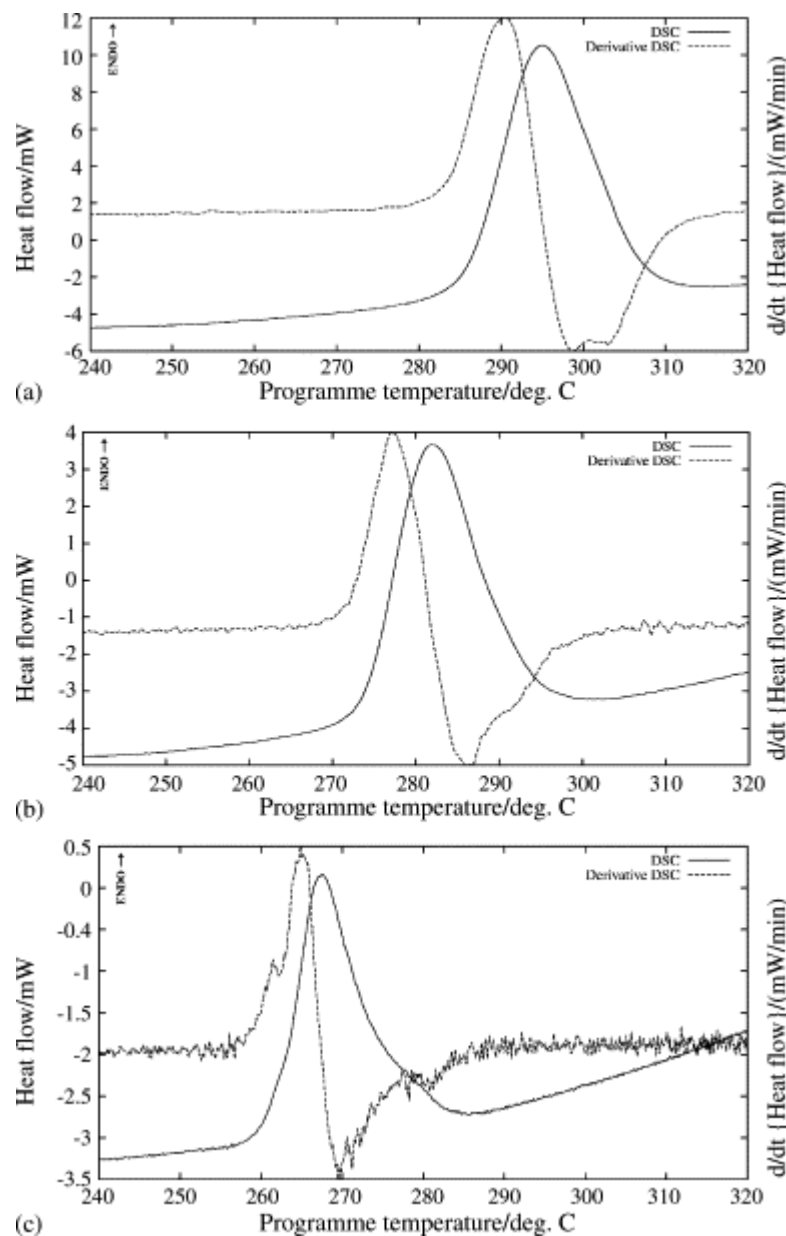 12
10
8
6
4
2
0
-2
-4
-6
Heat flow/mW
ENDO →
DSC
Derivative DSC
d/dt {Heat flow}/(mW/min)
240 250 260 270 280 290 300 310 320
(a) Programme temperature/deg. C
4
3
2
1
0
-1
-2
-3
-4
-5
Heat flow/mW
ENDO →
DSC
Derivative DSC
d/dt {Heat flow}/(mW/min)
240 250 260 270 280 290 300 310 320
(b) Programme temperature/deg. C
0.5
0
-0.4
-1
-1.5
-2
-2.5
-3
-3.5
Heat flow/mW
ENDO →
DSC
Derivative DSC
d/dt {Heat flow}/(mW/min)
240 250 260 270 280 290 300 310 320
(c) Programme temperature/deg. C